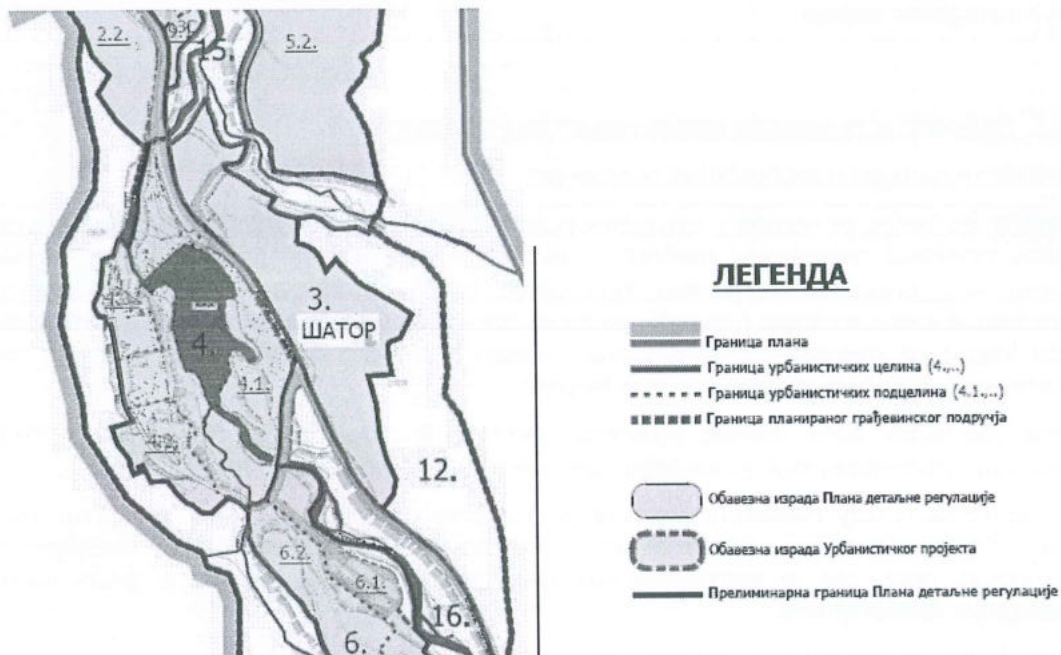 2.2.
9.1.
15.
5.2.
3.
ШАТОР
4.
4.1.
4.2.
12.
6.2.
6.1.
16.
6.
ЛЕГЕНДА
Граница плана
Граница урбанистичких целина (4.,..)
Граница урбанистичких подцелина (4.1.,..)
Граница планираног грађевинског подручја
Обавезна израда Плана детаљне регулације
Обавезна израда Урбанистичког пројекта
Прелиминарна граница Плана детаљне регулације